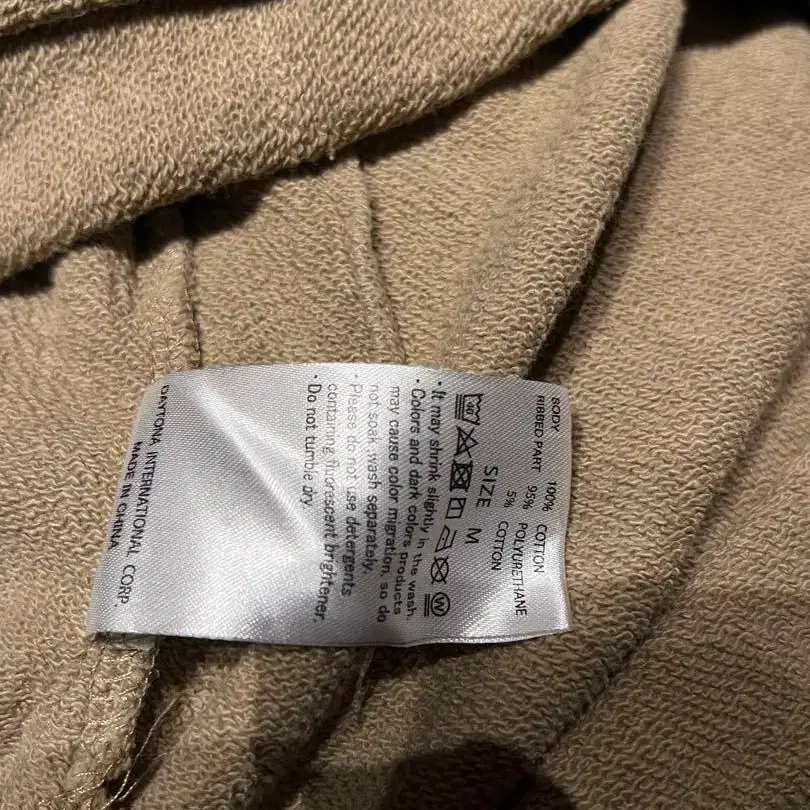 BODY 100% COTTON
RIBBED PART 95% POLYURETHANE
5% COTTON
SIZE M
40 W
・It may shrink slightly in the wash.
・Colors and dark colors products
may cause color migration, so do
not soak .wash separately.
・Please do not use detergents
containing fluorescent brightener.
・Do not tumble dry.
DAYTONA INTERNATIONAL CORP.
MADE IN CHINA